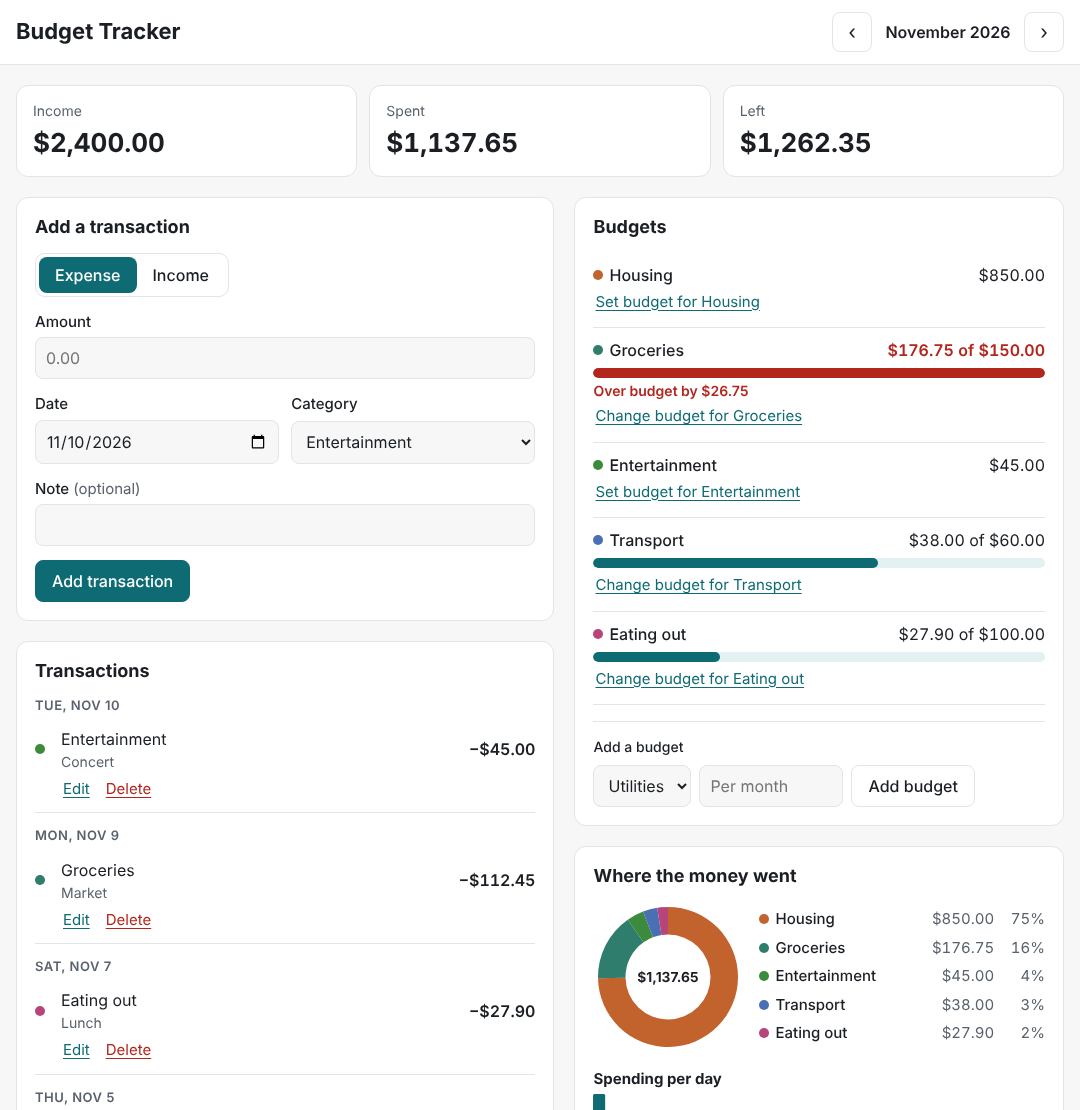 Budget Tracker
‹ November 2026 ›
Income
$2,400.00
Spent
$1,137.65
Left
$1,262.35
Add a transaction
Expense Income
Amount
0.00
Date Category
11/10/2026 Entertainment
Note (optional)
Add transaction
Transactions
TUE, NOV 10
Entertainment −$45.00
Concert
Edit Delete
MON, NOV 9
Groceries −$112.45
Market
Edit Delete
SAT, NOV 7
Eating out −$27.90
Lunch
Edit Delete
THU, NOV 5
Budgets
Housing $850.00
Set budget for Housing
Groceries $176.75 of $150.00
Over budget by $26.75
Change budget for Groceries
Entertainment $45.00
Set budget for Entertainment
Transport $38.00 of $60.00
Change budget for Transport
Eating out $27.90 of $100.00
Change budget for Eating out
Add a budget
Utilities Per month Add budget
Where the money went
$1,137.65
Housing $850.00 75%
Groceries $176.75 16%
Entertainment $45.00 4%
Transport $38.00 3%
Eating out $27.90 2%
Spending per day